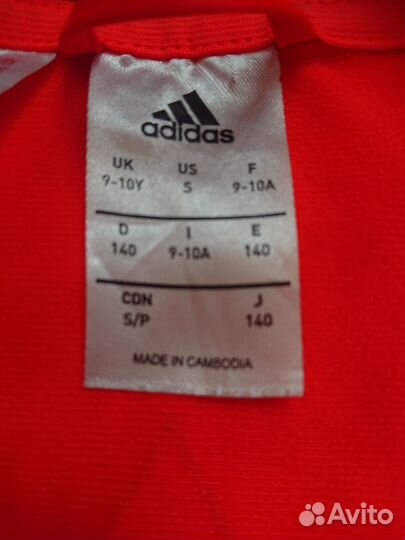 adidas
UK US F
9-10Y S 9-10A
D I E
140 9-10A 140
CDN J
S/P 140
MADE IN CAMBODIA
Avito